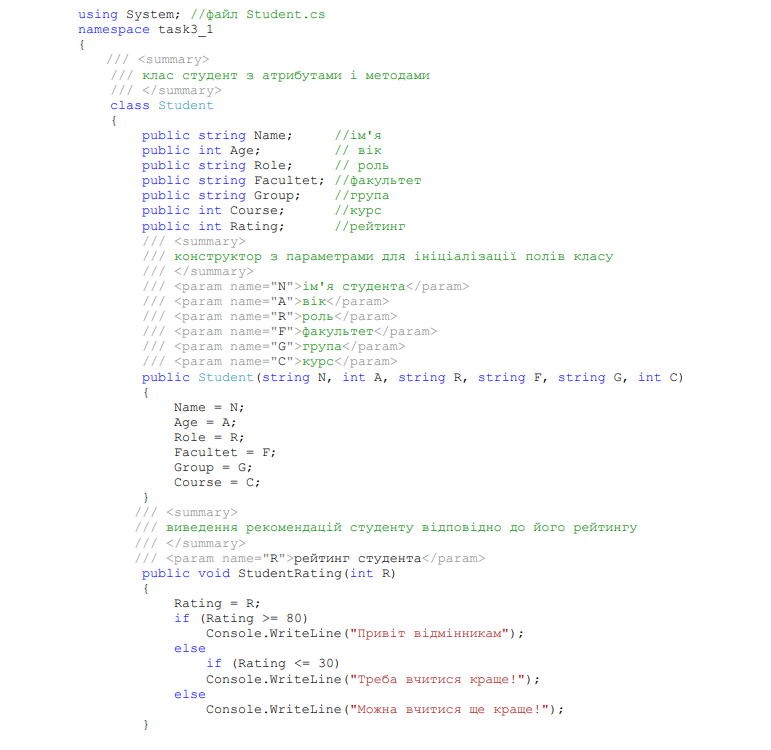 using System; //файл Student.cs
namespace task3_1
{
/// <summary>
/// клас студент з атрибутами і методами
/// </summary>
class Student
{
public string Name; //ім'я
public int Age; // вік
public string Role; // роль
public string Facultet; //факультет
public string Group; //група
public int Course; //курс
public int Rating; //рейтинг
/// <summary>
/// конструктор з параметрами для ініціалізації полів класу
/// </summary>
/// <param name="N">ім'я студента</param>
/// <param name="A">вік</param>
/// <param name="R">роль</param>
/// <param name="F">факультет</param>
/// <param name="G">група</param>
/// <param name="C">курс</param>
public Student(string N, int A, string R, string F, string G, int C)
{
Name = N;
Age = A;
Role = R;
Facultet = F;
Group = G;
Course = C;
}
/// <summary>
/// виведення рекомендацій студенту відповідно до його рейтингу
/// </summary>
/// <param name="R">рейтинг студента</param>
public void StudentRating(int R)
{
Rating = R;
if (Rating >= 80)
Console.WriteLine("Привіт відмінникам");
else
if (Rating <= 30)
Console.WriteLine("Треба вчитися краще!");
else
Console.WriteLine("Можна вчитися ще краще!");
}